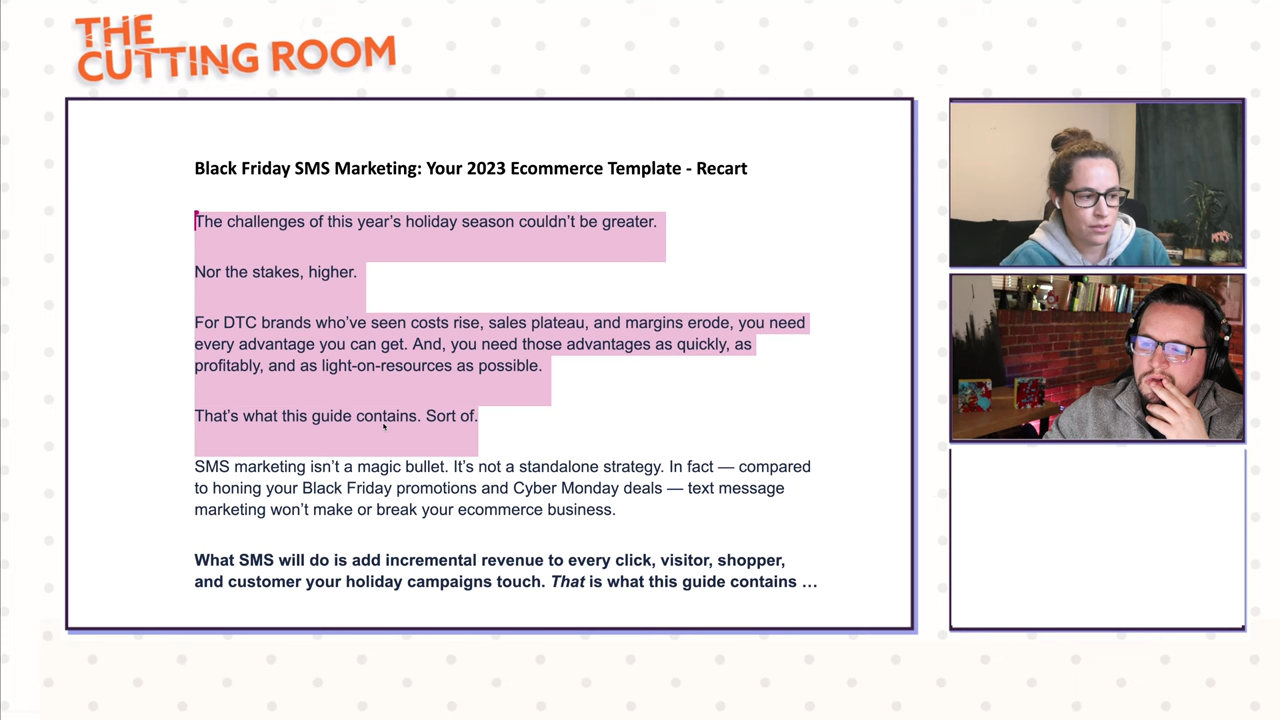 THE
CUTTING ROOM
Black Friday SMS Marketing: Your 2023 Ecommerce Template - Recart
The challenges of this year’s holiday season couldn’t be greater.
Nor the stakes, higher.
For DTC brands who’ve seen costs rise, sales plateau, and margins erode, you need
every advantage you can get. And, you need those advantages as quickly, as
profitably, and as light-on-resources as possible.
That’s what this guide contains. Sort of.
SMS marketing isn’t a magic bullet. It’s not a standalone strategy. In fact — compared
to honing your Black Friday promotions and Cyber Monday deals — text message
marketing won’t make or break your ecommerce business.
What SMS will do is add incremental revenue to every click, visitor, shopper,
and customer your holiday campaigns touch. That is what this guide contains …